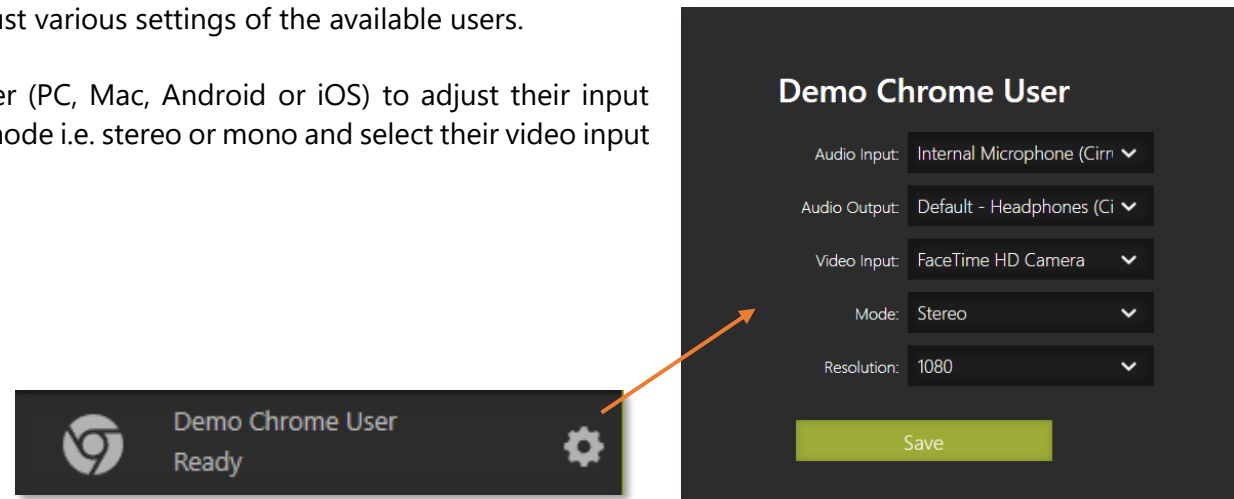 ust various settings of the available users.
er (PC, Mac, Android or iOS) to adjust their input
node i.e. stereo or mono and select their video input
Demo Chrome User
Ready
Demo Chrome User
Audio Input: Internal Microphone (Cirr
Audio Output: Default - Headphones (Ci
Video Input: FaceTime HD Camera
Mode: Stereo
Resolution: 1080
Save